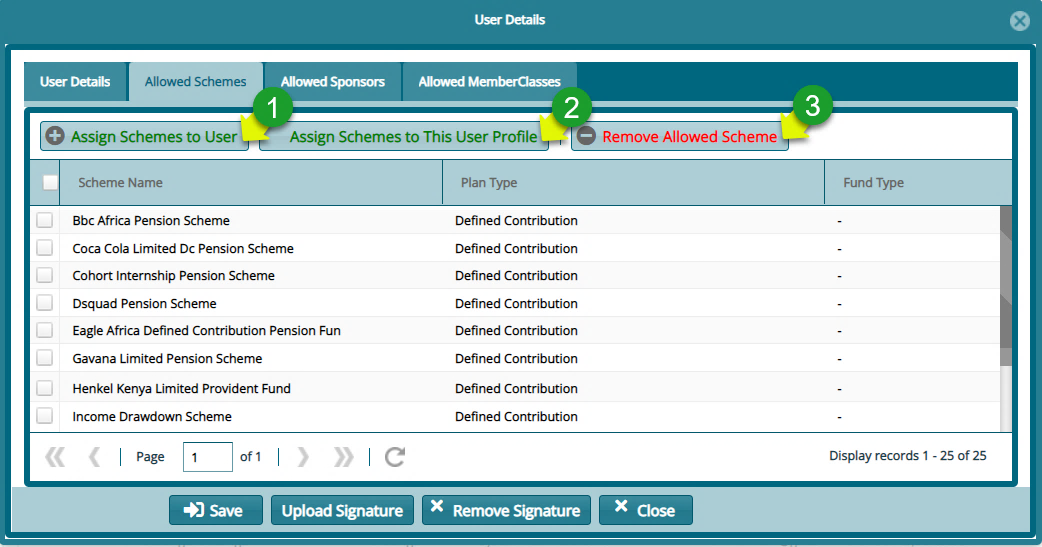 User Details
User Details Allowed Schemes Allowed Sponsors Allowed MemberClasses
1 2 3
Assign Schemes to User Assign Schemes to This User Profile Remove Allowed Scheme
Scheme Name Plan Type Fund Type
Bbc Africa Pension Scheme Defined Contribution -
Coca Cola Limited Dc Pension Scheme Defined Contribution -
Cohort Internship Pension Scheme Defined Contribution -
Dsquad Pension Scheme Defined Contribution -
Eagle Africa Defined Contribution Pension Fun Defined Contribution -
Gavana Limited Pension Scheme Defined Contribution -
Henkel Kenya Limited Provident Fund Defined Contribution -
Income Drawdown Scheme Defined Contribution -
Page 1 of 1 Display records 1 - 25 of 25
Save Upload Signature Remove Signature Close